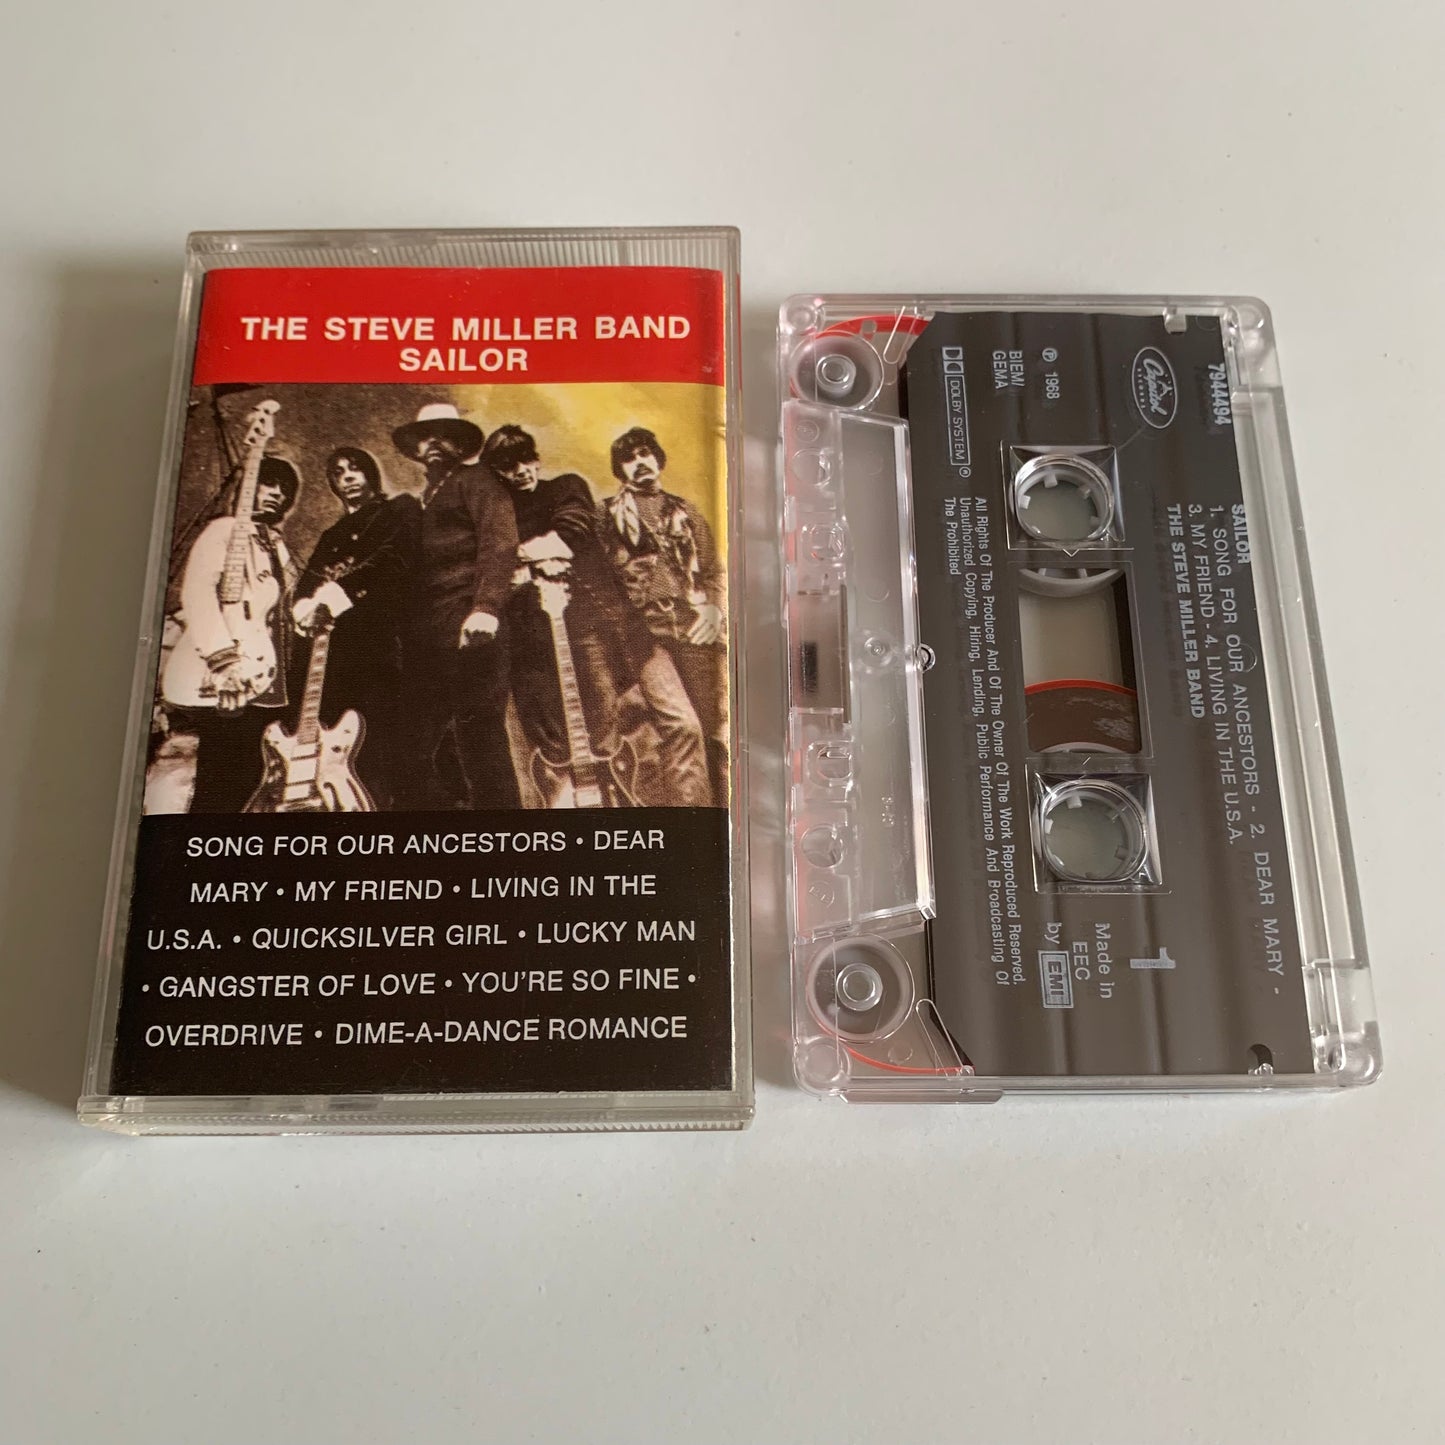 THE STEVE MILLER BAND
SAILOR
SONG FOR OUR ANCESTORS • DEAR
MARY • MY FRIEND • LIVING IN THE
U.S.A. • QUICKSILVER GIRL • LUCKY MAN
• GANGSTER OF LOVE • YOU'RE SO FINE •
OVERDRIVE • DIME-A-DANCE ROMANCE
7944494
Capitol
RECORDS
SAILOR
1. SONG FOR OUR ANCESTORS - 2. DEAR MARY -
3. MY FRIEND - 4. LIVING IN THE U.S.A.
THE STEVE MILLER BAND
℗ 1968
BIEM/
GEMA
DOLBY SYSTEM ®
1
Made in
EEC
by EMI
All Rights Of The Producer And Of The Owner Of The Work Reproduced Reserved.
Unauthorized Copying, Hiring, Lending, Public Performance And Broadcasting Of
The Prohibited